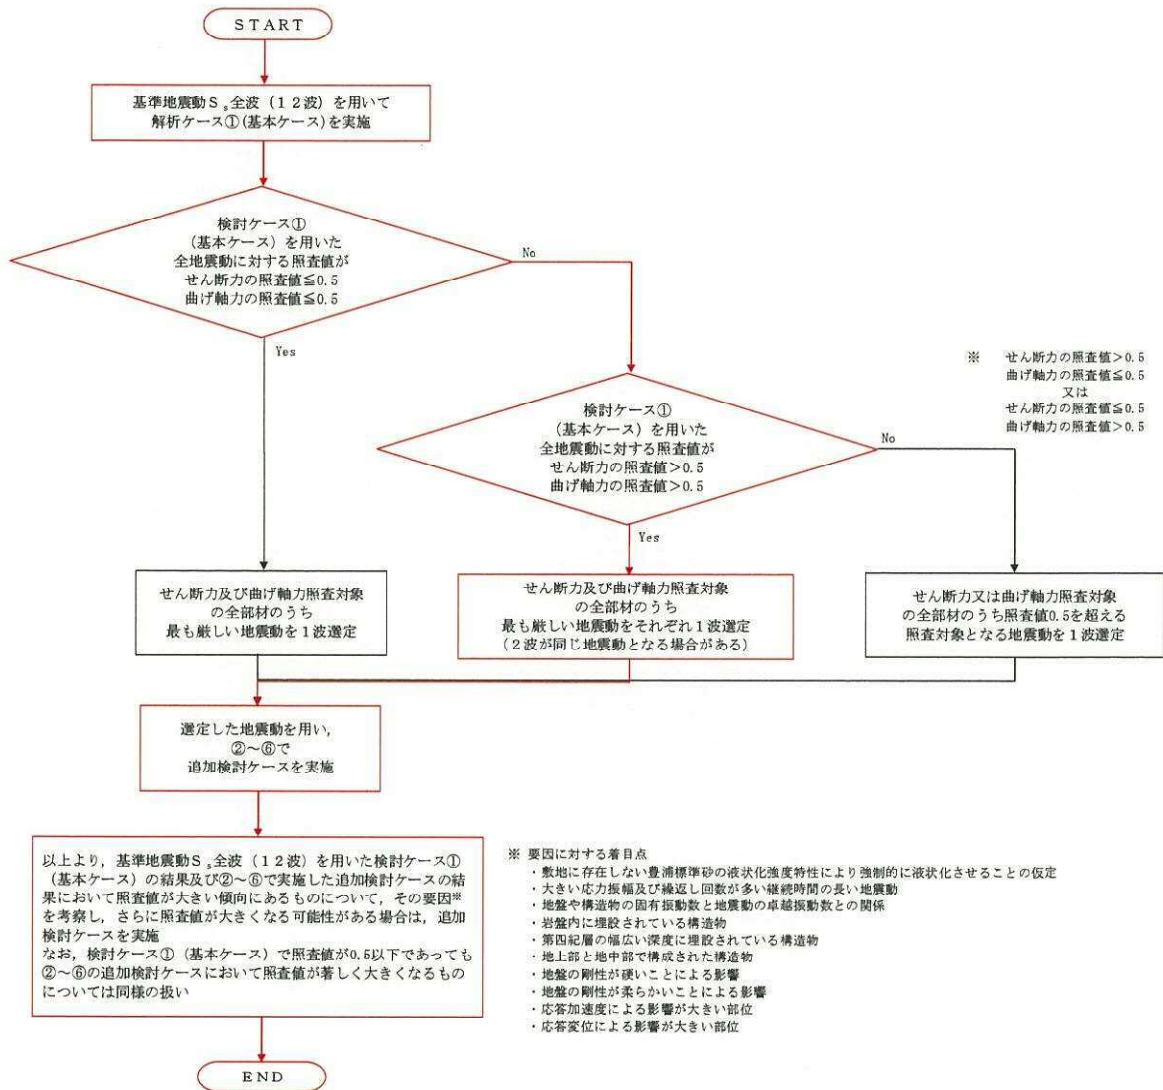 START
基準地震動Ｓₛ全波（１２波）を用いて
解析ケース①(基本ケース)を実施
検討ケース①
(基本ケース）を用いた
全地震動に対する照査値が
せん断力の照査値≦0.5
曲げ軸力の照査値≦0.5
No
Yes
※ せん断力の照査値＞0.5
曲げ軸力の照査値≦0.5
又は
せん断力の照査値≦0.5
曲げ軸力の照査値＞0.5
検討ケース①
(基本ケース）を用いた
全地震動に対する照査値が
せん断力の照査値＞0.5
曲げ軸力の照査値＞0.5
No
Yes
せん断力及び曲げ軸力照査対象
の全部材のうち
最も厳しい地震動を１波選定
せん断力及び曲げ軸力照査対象
の全部材のうち
最も厳しい地震動をそれぞれ１波選定
（２波が同じ地震動となる場合がある）
せん断力又は曲げ軸力照査対象
の全部材のうち照査値0.5を超える
照査対象となる地震動を１波選定
選定した地震動を用い，
②～⑥で
追加検討ケースを実施
以上より，基準地震動Ｓₛ全波（１２波）を用いた検討ケース①
（基本ケース）の結果及び②～⑥で実施した追加検討ケースの結
果において照査値が大きい傾向にあるものについて，その要因※
を考察し，さらに照査値が大きくなる可能性がある場合は，追加
検討ケースを実施
なお，検討ケース①（基本ケース）で照査値が0.5以下であっても
②～⑥の追加検討ケースにおいて照査値が著しく大きくなるもの
については同様の扱い
※ 要因に対する着目点
・敷地に存在しない豊浦標準砂の液状化強度特性により強制的に液状化させることの仮定
・大きい応力振幅及び繰返し回数が多い継続時間の長い地震動
・地盤や構造物の固有振動数と地震動の卓越振動数との関係
・岩盤内に埋設されている構造物
・第四紀層の幅広い深度に埋設されている構造物
・地上部と地中部で構成された構造物
・地盤の剛性が硬いことによる影響
・地盤の剛性が柔らかいことによる影響
・応答加速度による影響が大きい部位
・応答変位による影響が大きい部位
END